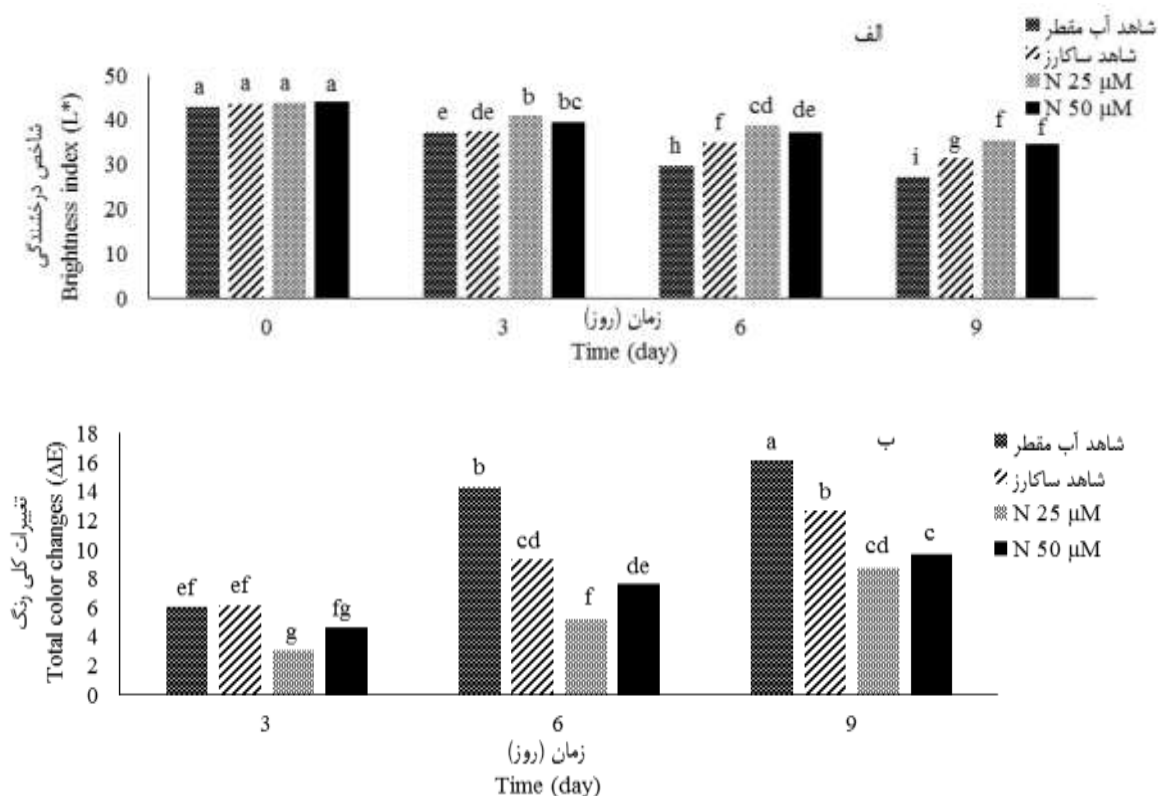 الف
شاهد آب مقطر
شاهد ساکارز
N 25 µM
N 50 µM
شاخص درخشندگی
Brightness index (L*)
50
40
30
20
10
0
a a a a
e de b bc
h f cd de
i g f f
0 3 6 9
زمان (روز)
Time (day)
ب
شاهد آب مقطر
شاهد ساکارز
N 25 µM
N 50 µM
تغییرات کلی رنگ
Total color changes (ΔE)
18
16
14
12
10
8
6
4
2
0
ef ef g fg
b cd f de
a b cd c
3 6 9
زمان (روز)
Time (day)